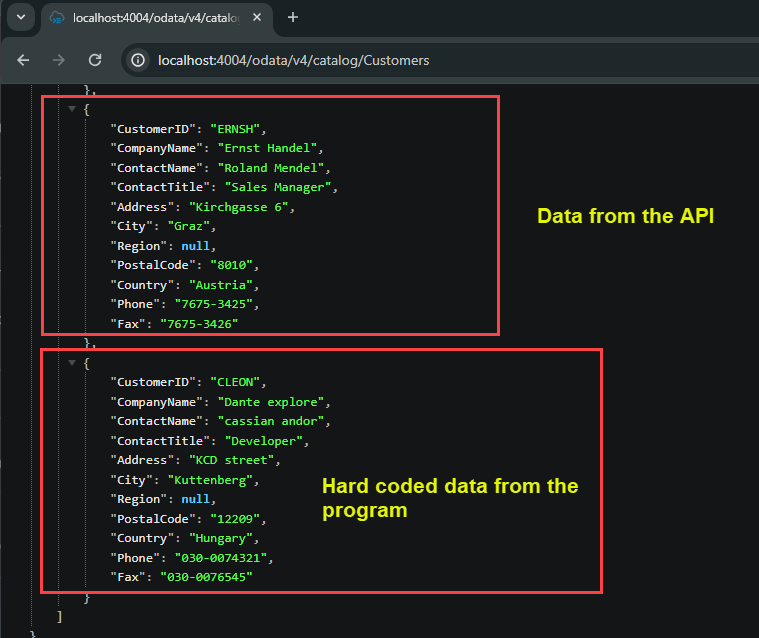 localhost:4004/odata/v4/catalo
localhost:4004/odata/v4/catalog/Customers
},
{
"CustomerID": "ERNSH",
"CompanyName": "Ernst Handel",
"ContactName": "Roland Mendel",
"ContactTitle": "Sales Manager",
"Address": "Kirchgasse 6",
"City": "Graz",
"Region": null,
"PostalCode": "8010",
"Country": "Austria",
"Phone": "7675-3425",
"Fax": "7675-3426"
Data from the API
},
{
"CustomerID": "CLEON",
"CompanyName": "Dante explore",
"ContactName": "cassian andor",
"ContactTitle": "Developer",
"Address": "KCD street",
"City": "Kuttenberg",
"Region": null,
"PostalCode": "12209",
"Country": "Hungary",
"Phone": "030-0074321",
"Fax": "030-0076545"
Hard coded data from the
program
}
]
}